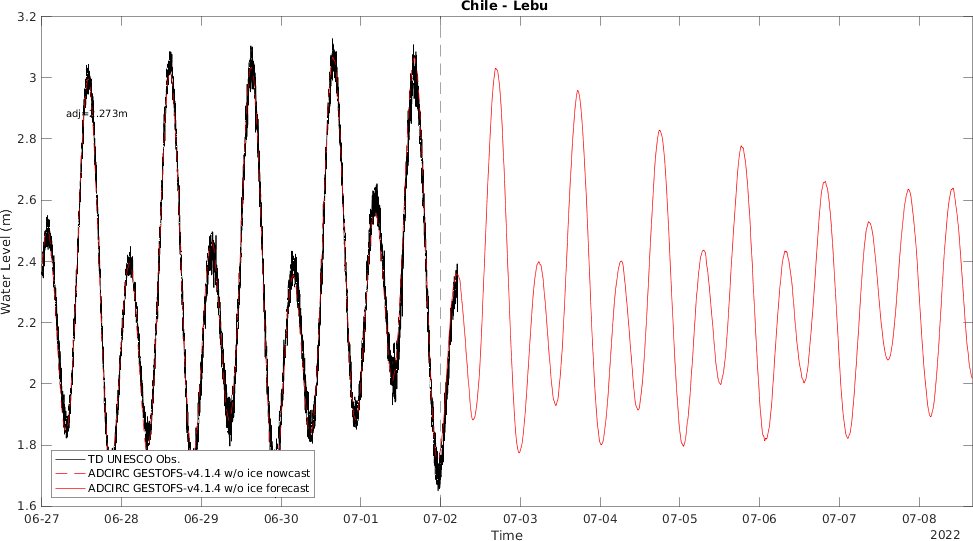 Chile - Lebu
3.2
3
2.8
2.6
2.4
2.2
2
1.8
1.6
Water Level (m)
adj=2.273m
TD UNESCO Obs.
ADCIRC GESTOFS-v4.1.4 w/o ice nowcast
ADCIRC GESTOFS-v4.1.4 w/o ice forecast
06-27 06-28 06-29 06-30 07-01 07-02 07-03 07-04 07-05 07-06 07-07 07-08
Time
2022